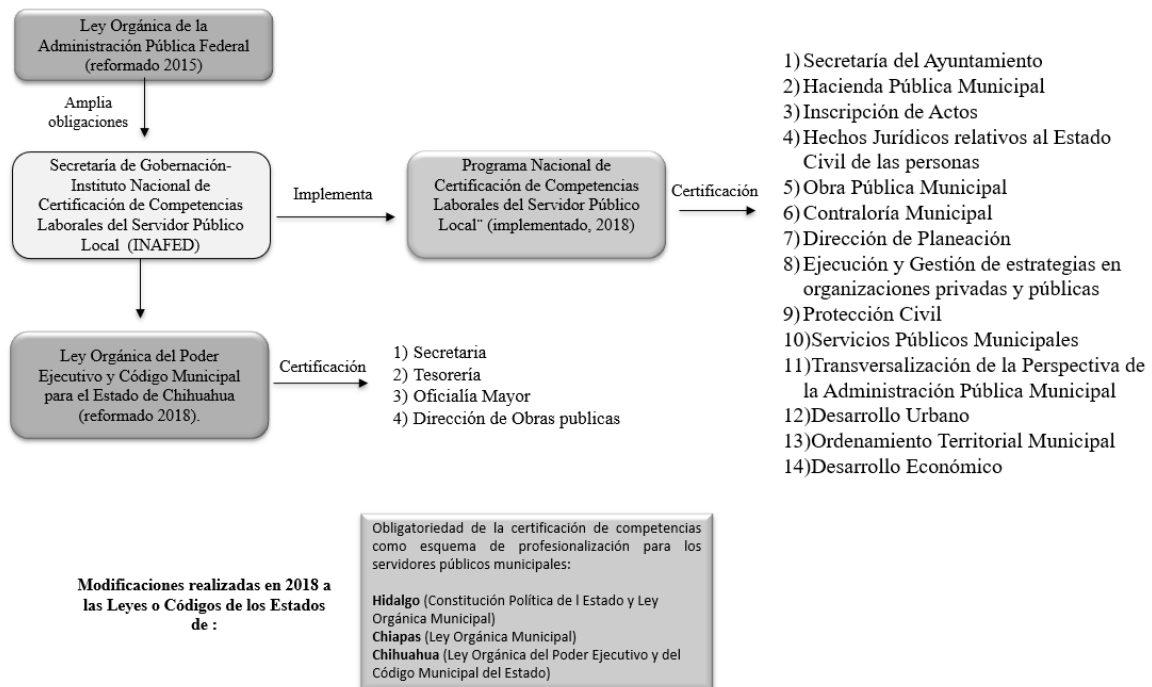 Ley Orgánica de la
Administración Pública Federal
(reformado 2015)
Amplia
obligaciones
Secretaría de Gobernación-
Instituto Nacional de
Certificación de Competencias
Laborales del Servidor Público
Local (INAFED)
Implementa
Programa Nacional de
Certificación de Competencias
Laborales del Servidor Público
Local¨ (implementado, 2018)
Certificación
1) Secretaría del Ayuntamiento
2) Hacienda Pública Municipal
3) Inscripción de Actos
4) Hechos Jurídicos relativos al Estado
Civil de las personas
5) Obra Pública Municipal
6) Contraloría Municipal
7) Dirección de Planeación
8) Ejecución y Gestión de estrategias en
organizaciones privadas y públicas
9) Protección Civil
10)Servicios Públicos Municipales
11)Transversalización de la Perspectiva de
la Administración Pública Municipal
12)Desarrollo Urbano
13)Ordenamiento Territorial Municipal
14)Desarrollo Económico
Ley Orgánica del Poder
Ejecutivo y Código Municipal
para el Estado de Chihuahua
(reformado 2018).
Certificación
1) Secretaria
2) Tesorería
3) Oficialía Mayor
4) Dirección de Obras publicas
Modificaciones realizadas en 2018 a
las Leyes o Códigos de los Estados
de :
Obligatoriedad de la certificación de competencias
como esquema de profesionalización para los
servidores públicos municipales:
Hidalgo (Constitución Política de l Estado y Ley
Orgánica Municipal)
Chiapas (Ley Orgánica Municipal)
Chihuahua (Ley Orgánica del Poder Ejecutivo y del
Código Municipal del Estado)